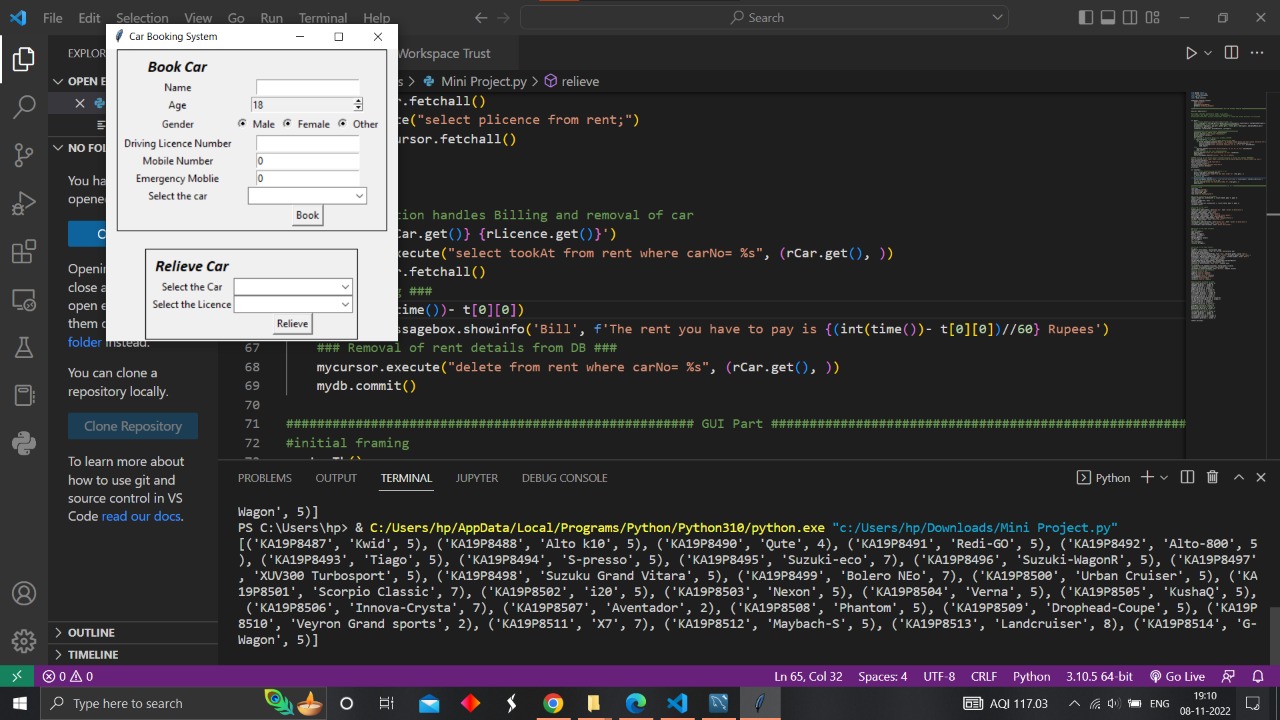 File Edit Selection View Go Run Terminal Help
Search
Car Booking System
Book Car
Name
Age 18
Gender Male Female Other
Driving Licence Number
Mobile Number 0
Emergency Moblie 0
Select the car
Book
Relieve Car
Select the Car
Select the Licence
Relieve
EXPLOR
OPEN E
NO FOL
You ha
opene
C
Openin
close a
open e
them c
folder instead.
You can clone a
repository locally.
Clone Repository
To learn more about
how to use git and
source control in VS
Code read our docs.
OUTLINE
TIMELINE
Workspace Trust
s > Mini Project.py > relieve
r.fetchall()
te("select plicence from rent;")
ursor.fetchall()
tion handles Billing and removal of car
Car.get()} {rLicence.get()}')
xecute("select tookAt from rent where carNo= %s", (rCar.get(), ))
r.fetchall()
g ###
time())- t[0][0])
ssagebox.showinfo('Bill', f'The rent you have to pay is {(int(time())- t[0][0])//60} Rupees')
67 ### Removal of rent details from DB ###
68 mycursor.execute("delete from rent where carNo= %s", (rCar.get(), ))
69 mydb.commit()
70
71 #################################################### GUI Part ####################################################
72 #initial framing
PROBLEMS OUTPUT TERMINAL JUPYTER DEBUG CONSOLE
Python
Wagon', 5)]
PS C:\Users\hp> & C:/Users/hp/AppData/Local/Programs/Python/Python310/python.exe "c:/Users/hp/Downloads/Mini Project.py"
[('KA19P8487', 'Kwid', 5), ('KA19P8488', 'Alto k10', 5), ('KA19P8490', 'Qute', 4), ('KA19P8491', 'Redi-GO', 5), ('KA19P8492', 'Alto-800', 5
), ('KA19P8493', 'Tiago', 5), ('KA19P8494', 'S-presso', 5), ('KA19P8495', 'Suzuki-eco', 7), ('KA19P8496', 'Suzuki-WagonR', 5), ('KA19P8497'
, 'XUV300 Turbosport', 5), ('KA19P8498', 'Suzuku Grand Vitara', 5), ('KA19P8499', 'Bolero NEo', 7), ('KA19P8500', 'Urban Cruiser', 5), ('KA
19P8501', 'Scorpio Classic', 7), ('KA19P8502', 'i20', 5), ('KA19P8503', 'Nexon', 5), ('KA19P8504', 'Verna', 5), ('KA19P8505', 'KushaQ', 5),
('KA19P8506', 'Innova-Crysta', 7), ('KA19P8507', 'Aventador', 2), ('KA19P8508', 'Phantom', 5), ('KA19P8509', 'Drophead-Coupe', 5), ('KA19P
8510', 'Veyron Grand sports', 2), ('KA19P8511', 'X7', 7), ('KA19P8512', 'Maybach-S', 5), ('KA19P8513', 'Landcruiser', 8), ('KA19P8514', 'G-
Wagon', 5)]
0 0
Ln 65, Col 32 Spaces: 4 UTF-8 CRLF Python 3.10.5 64-bit Go Live
Type here to search
AQI 117.03 ENG
19:10
08-11-2022